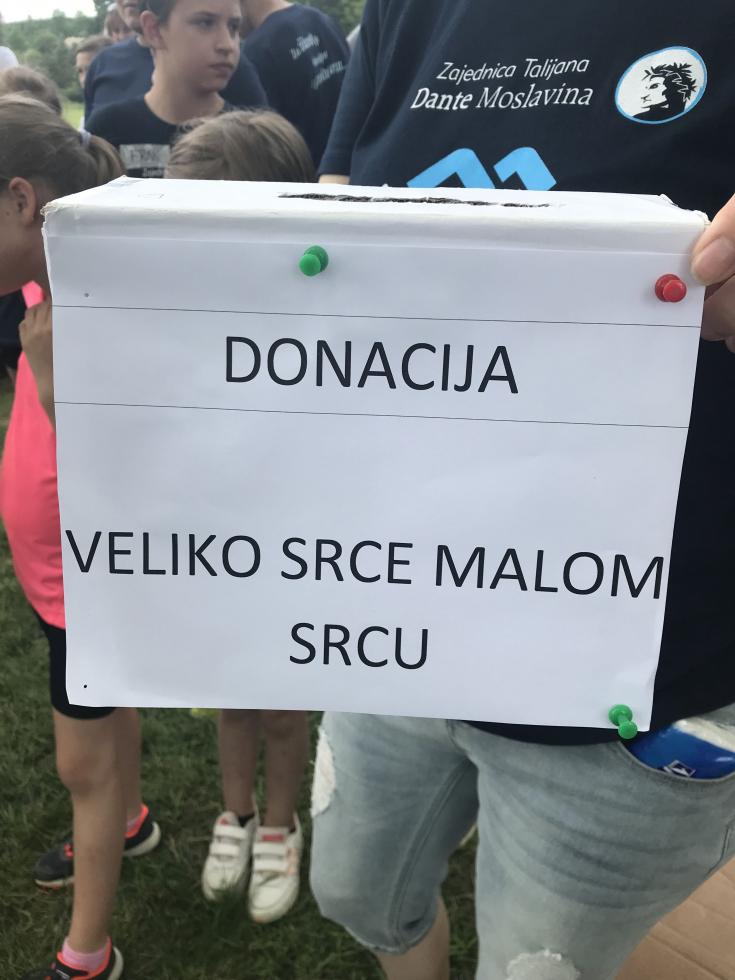 Zajednica Talijana
Dante Moslavina
DONACIJA
VELIKO SRCE MALOM
SRCU